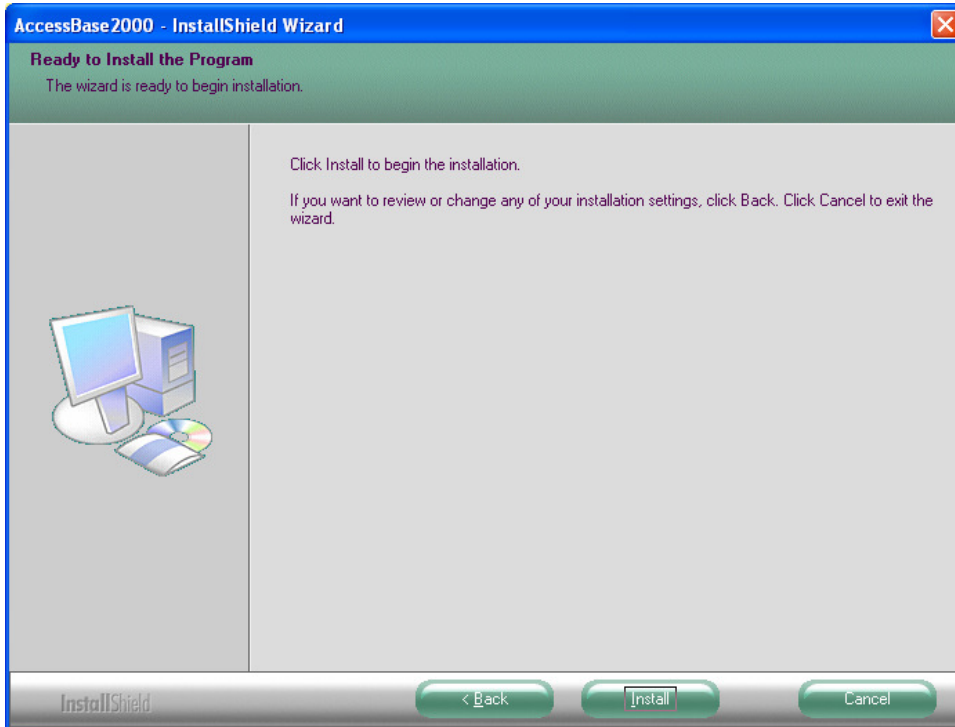 AccessBase2000 - InstallShield Wizard
Ready to Install the Program
The wizard is ready to begin installation.
Click Install to begin the installation.
If you want to review or change any of your installation settings, click Back. Click Cancel to exit the
wizard.
InstallShield
< Back
Install
Cancel